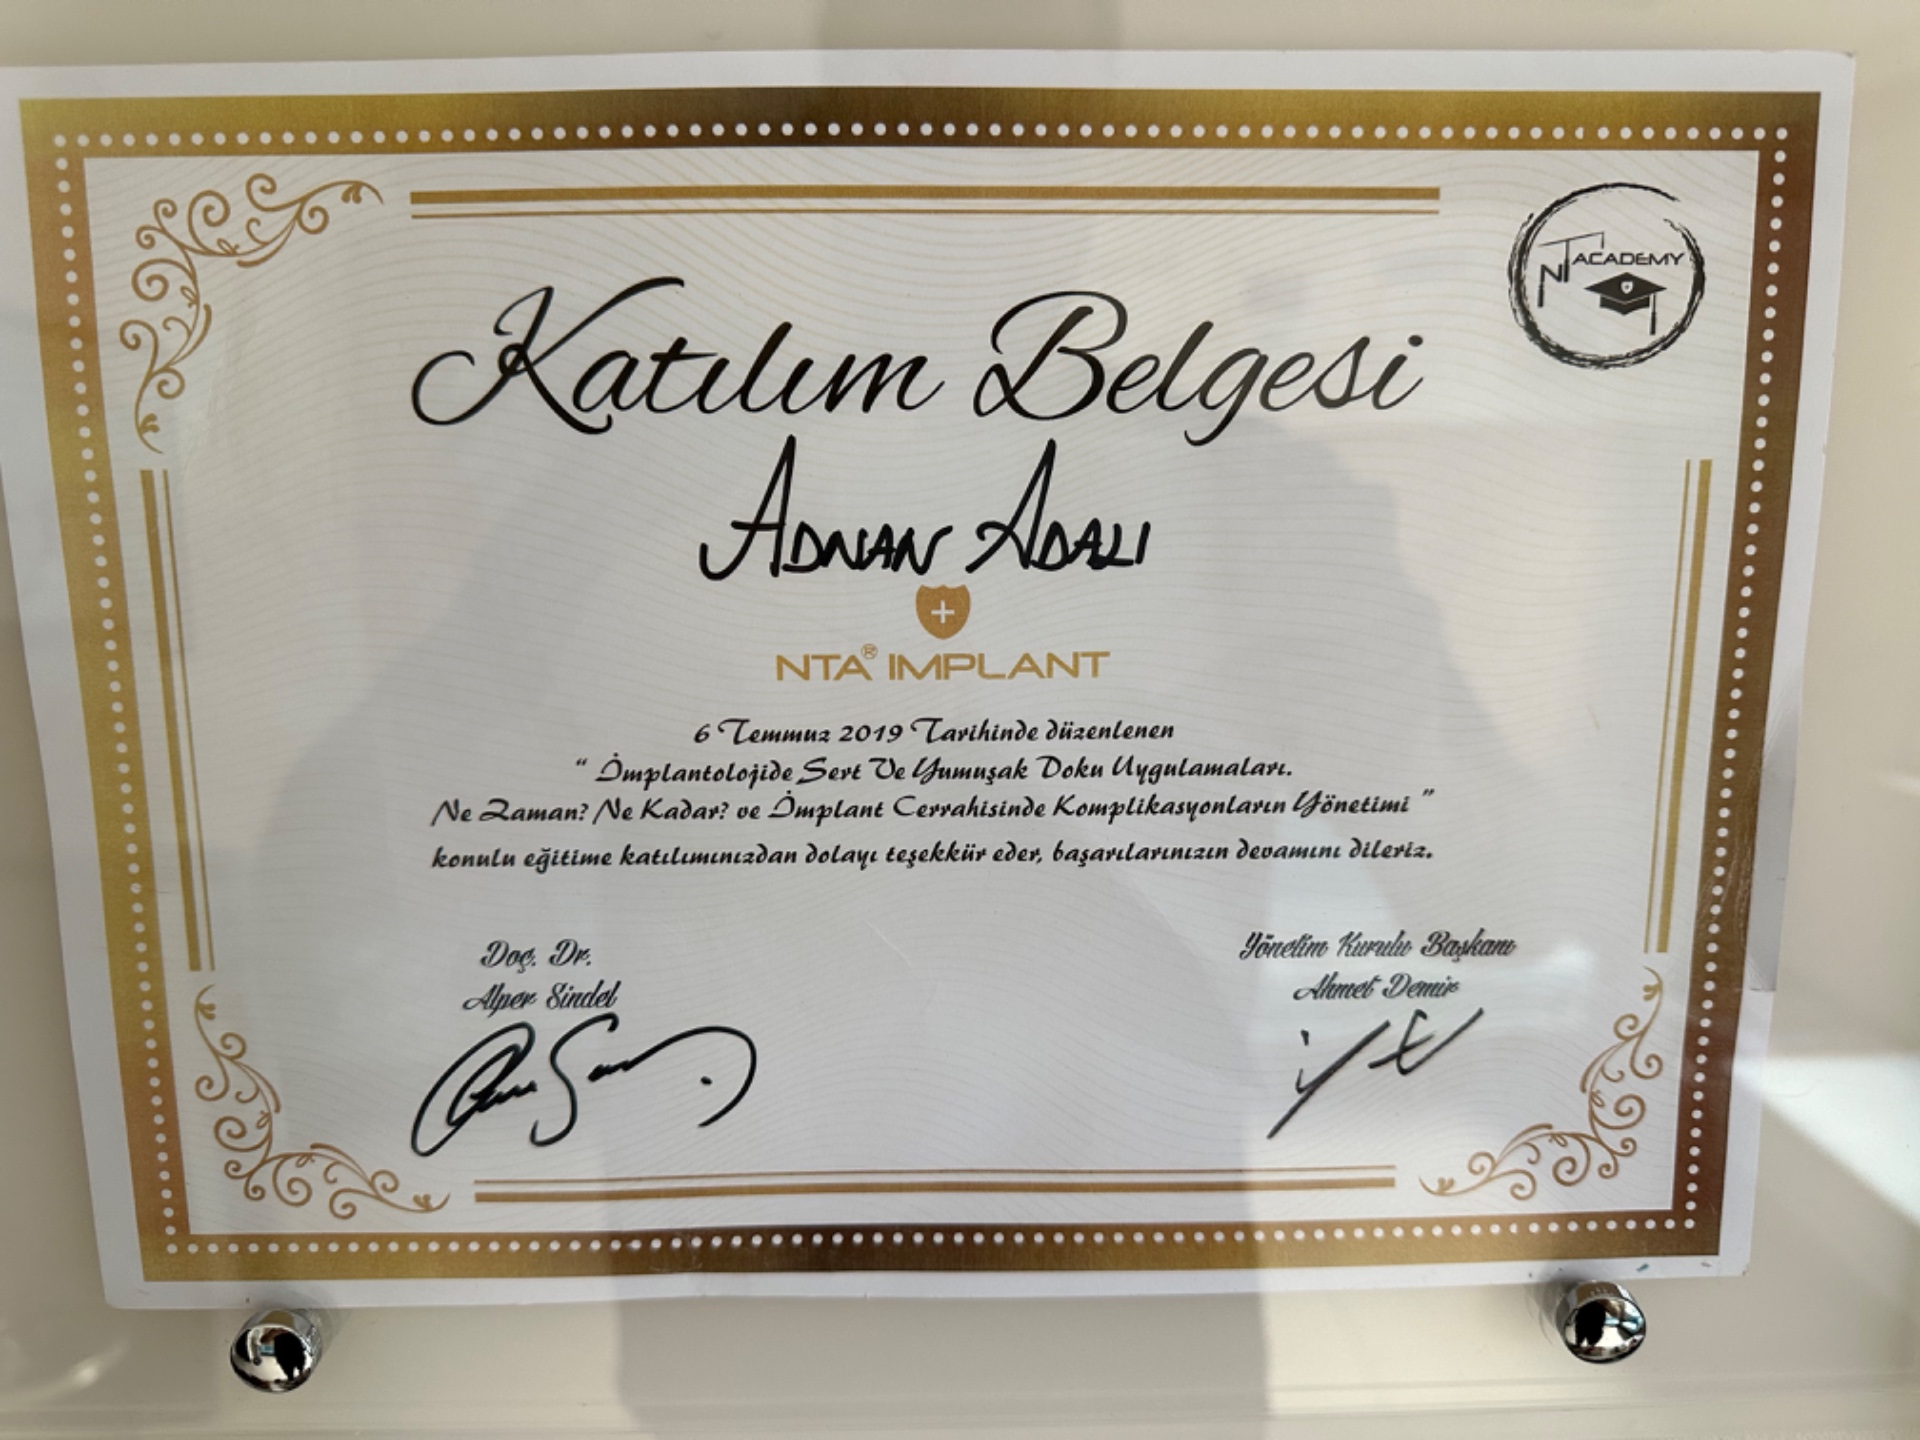 NT ACADEMY
Katılım Belgesi
ADNAN ADALI
NTA® IMPLANT
6 Temmuz 2019 Tarihinde düzenlenen
“ İmplantolojide Sert Ve Yumuşak Doku Uygulamaları.
Ne Zaman? Ne Kadar? ve İmplant Cerrahisinde Komplikasyonların Yönetimi ”
konulu eğitime katılımınızdan dolayı teşekkür eder, başarılarınızın devamını dileriz.
Doç. Dr.
Alper Sindel
Yönetim Kurulu Başkanı
Ahmet Demir